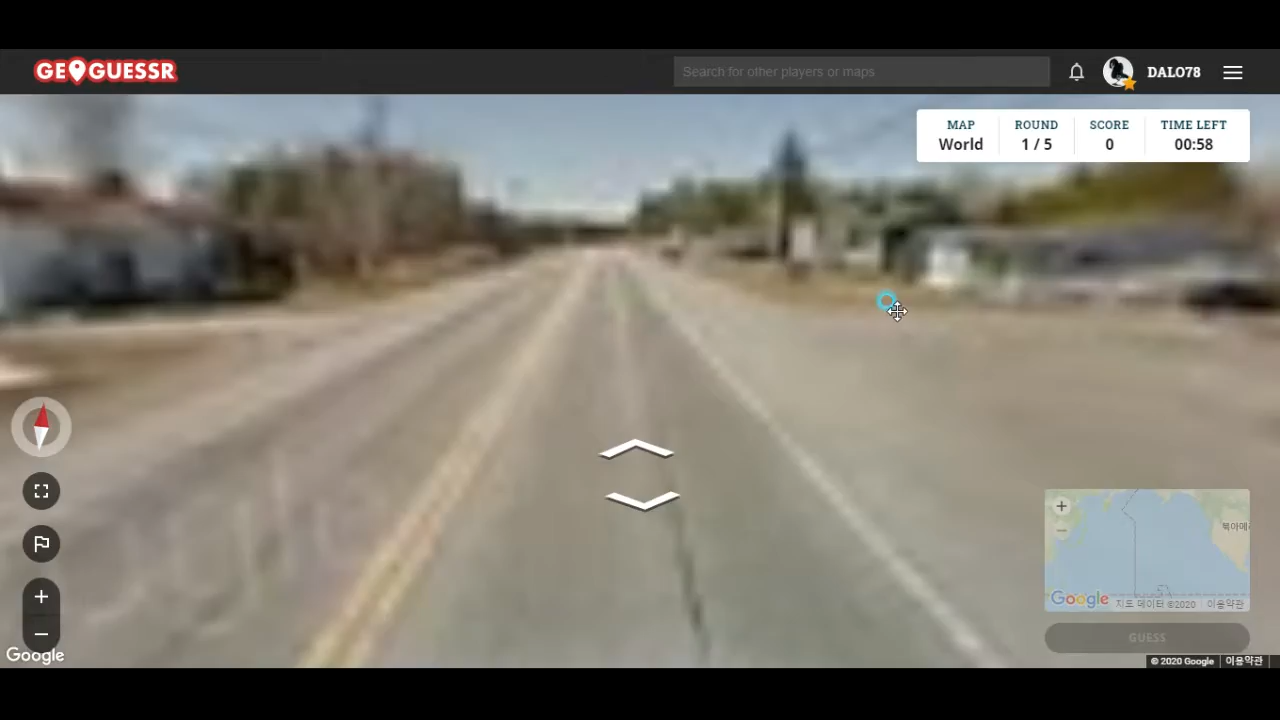 GEOGUESSR
Search for other players or maps
DALO78
MAP ROUND SCORE TIME LEFT
World 1 / 5 0 00:58
북아메
Google 지도 데이터 ©2020 이용약관
GUESS
Google
© 2020 Google 이용약관